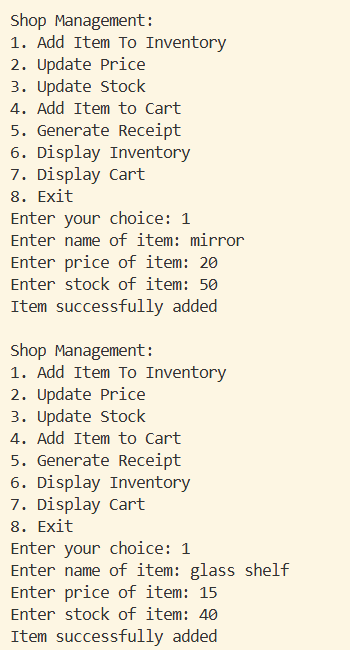 Shop Management:
1. Add Item To Inventory
2. Update Price
3. Update Stock
4. Add Item to Cart
5. Generate Receipt
6. Display Inventory
7. Display Cart
8. Exit
Enter your choice: 1
Enter name of item: mirror
Enter price of item: 20
Enter stock of item: 50
Item successfully added

Shop Management:
1. Add Item To Inventory
2. Update Price
3. Update Stock
4. Add Item to Cart
5. Generate Receipt
6. Display Inventory
7. Display Cart
8. Exit
Enter your choice: 1
Enter name of item: glass shelf
Enter price of item: 15
Enter stock of item: 40
Item successfully added